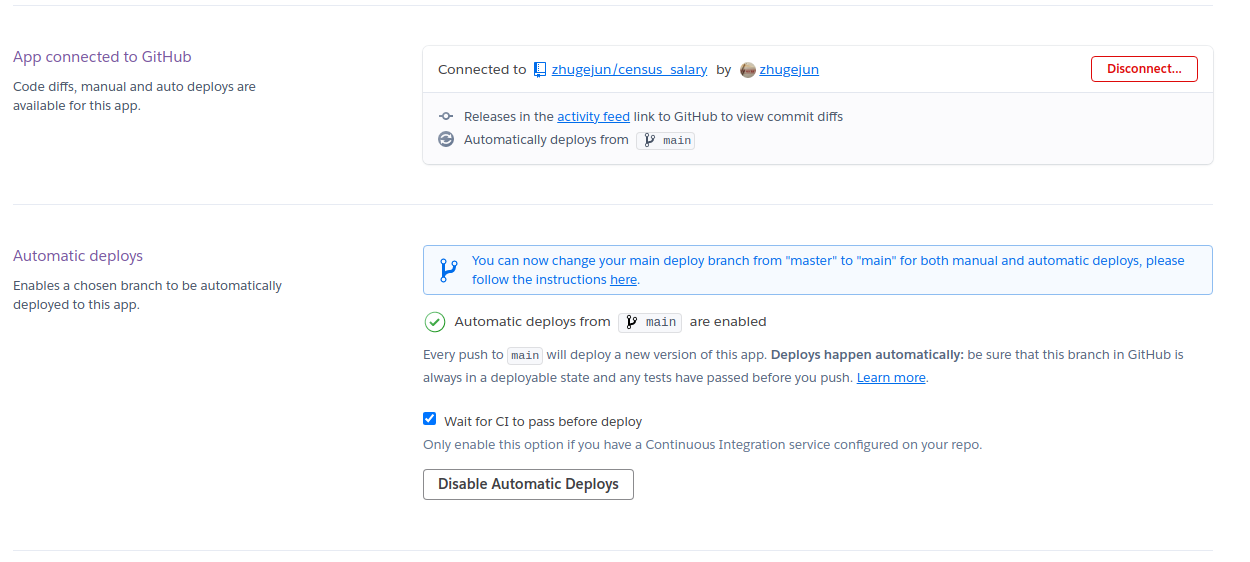 App connected to GitHub
Code diffs, manual and auto deploys are
available for this app.
Connected to zhugejun/census_salary by zhugejun
Disconnect...
Releases in the activity feed link to GitHub to view commit diffs
Automatically deploys from main
Automatic deploys
Enables a chosen branch to be automatically
deployed to this app.
You can now change your main deploy branch from "master" to "main" for both manual and automatic deploys, please
follow the instructions here.
Automatic deploys from main are enabled
Every push to main will deploy a new version of this app. Deploys happen automatically: be sure that this branch in GitHub is
always in a deployable state and any tests have passed before you push. Learn more.
Wait for CI to pass before deploy
Only enable this option if you have a Continuous Integration service configured on your repo.
Disable Automatic Deploys